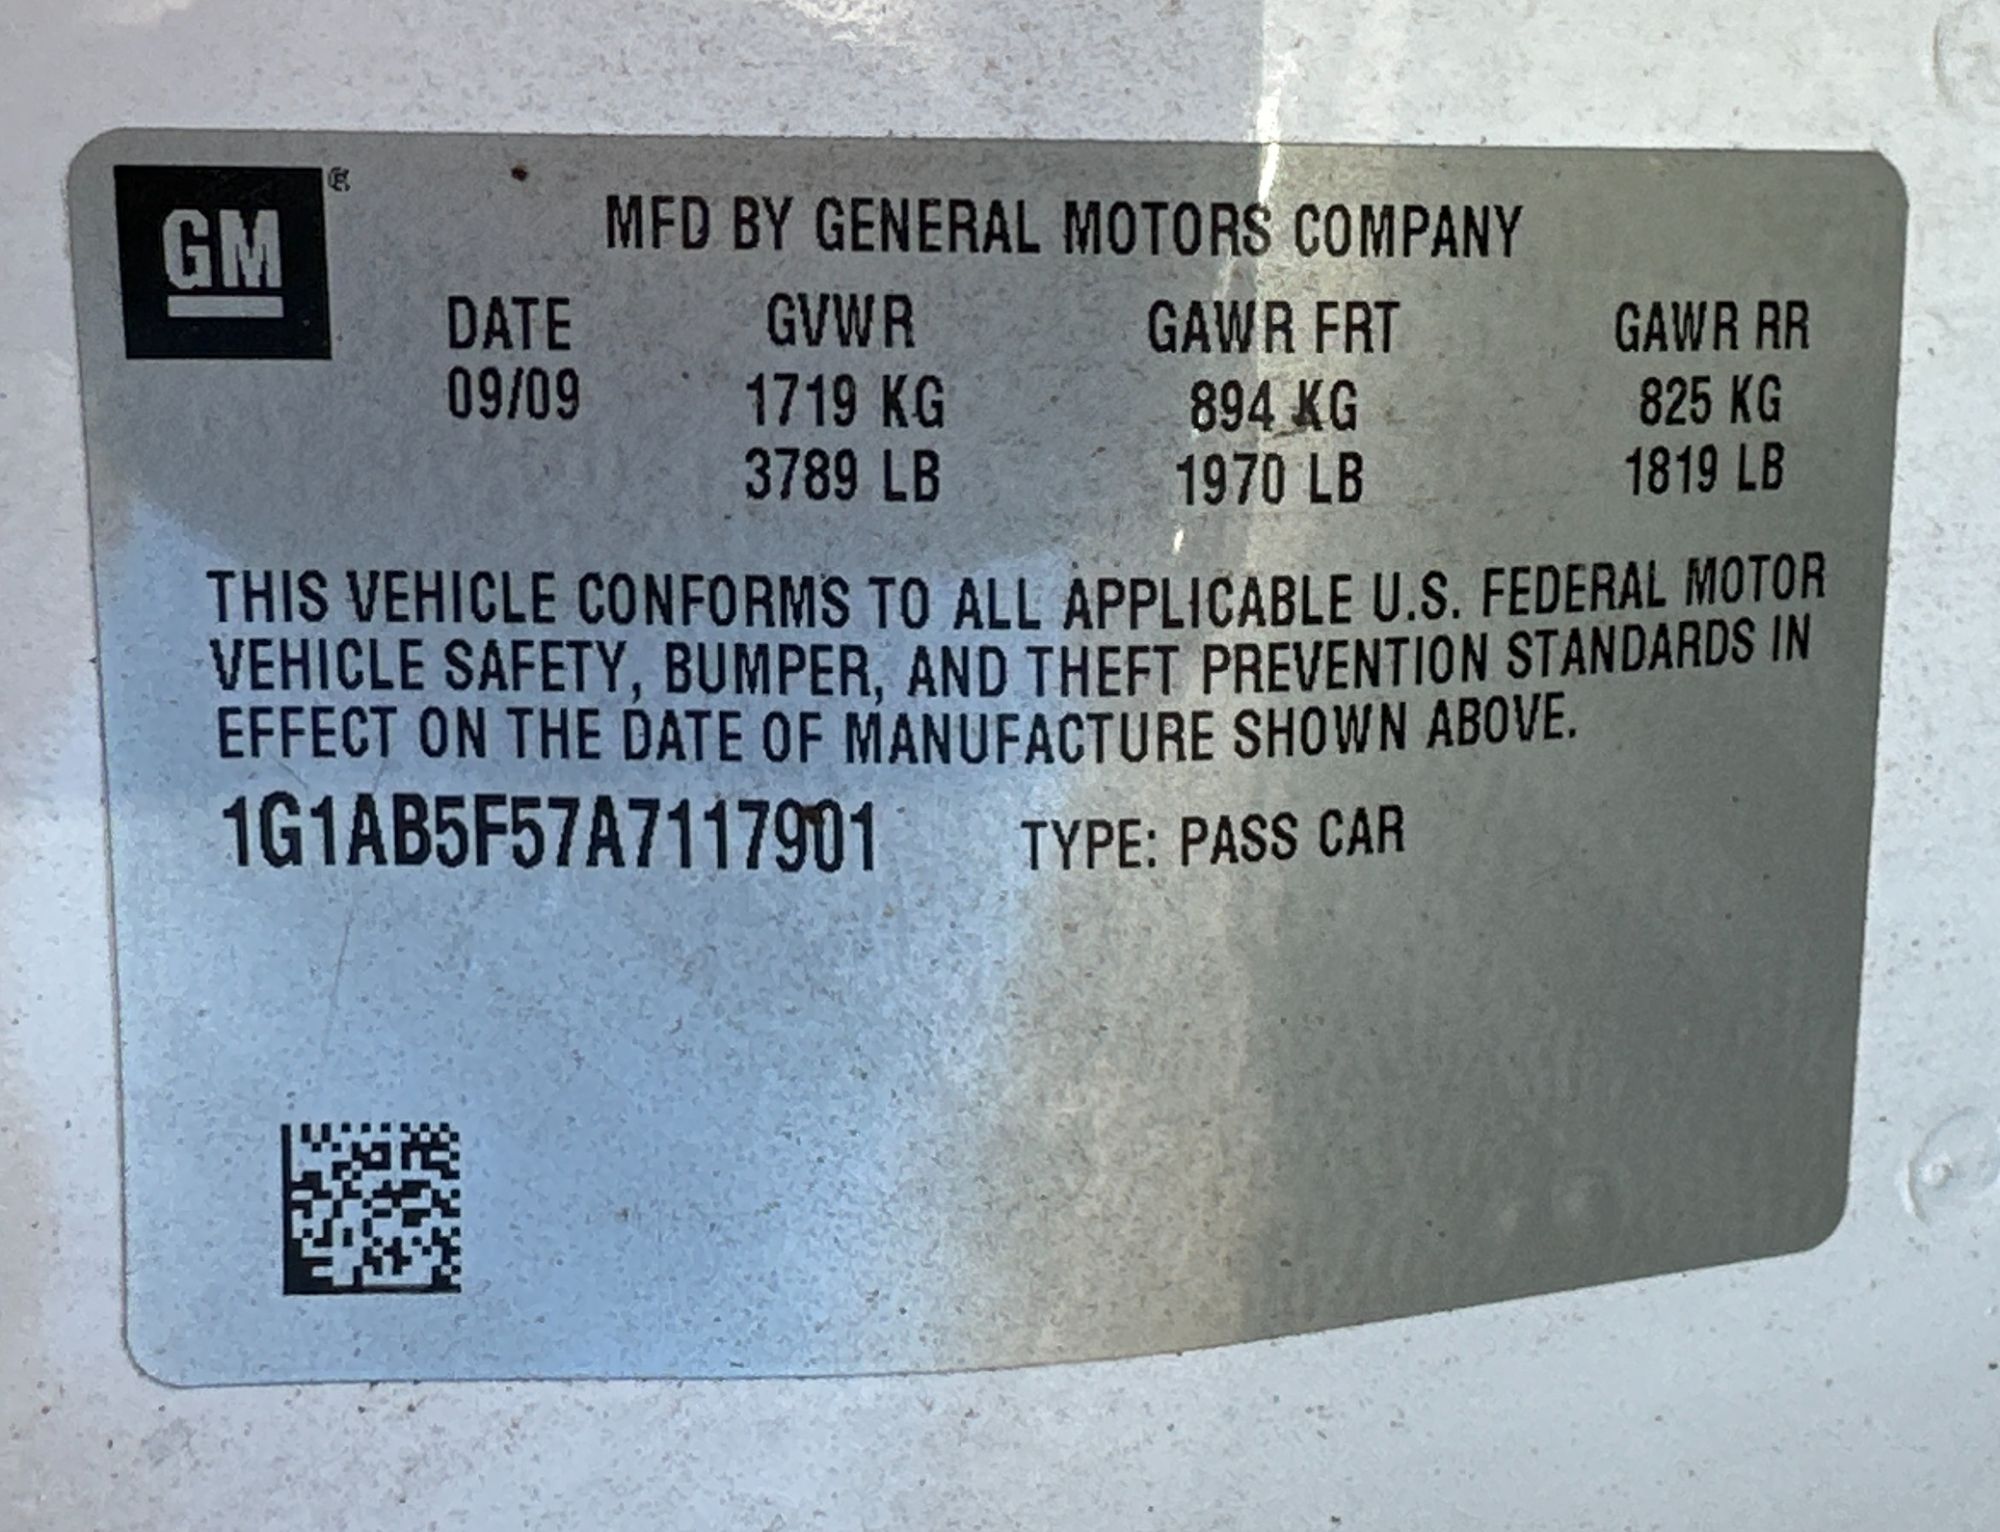 GM®
MFD BY GENERAL MOTORS COMPANY
DATE GVWR GAWR FRT GAWR RR
09/09 1719 KG 894 KG 825 KG
3789 LB 1970 LB 1819 LB
THIS VEHICLE CONFORMS TO ALL APPLICABLE U.S. FEDERAL MOTOR
VEHICLE SAFETY, BUMPER, AND THEFT PREVENTION STANDARDS IN
EFFECT ON THE DATE OF MANUFACTURE SHOWN ABOVE.
1G1AB5F57A7117901 TYPE: PASS CAR